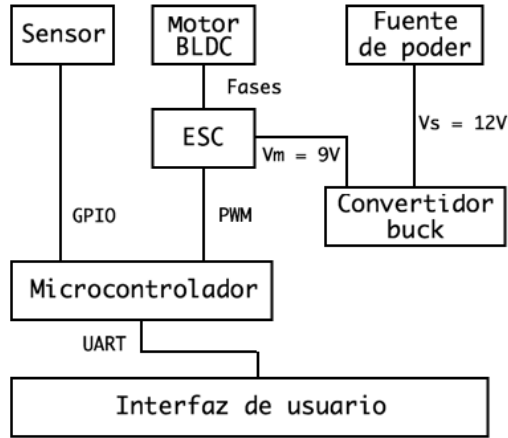 Sensor
Motor
BLDC
Fuente
de poder
Fases
Vs = 12V
ESC
Vm = 9V
Convertidor
buck
GPIO
PWM
Microcontrolador
UART
Interfaz de usuario